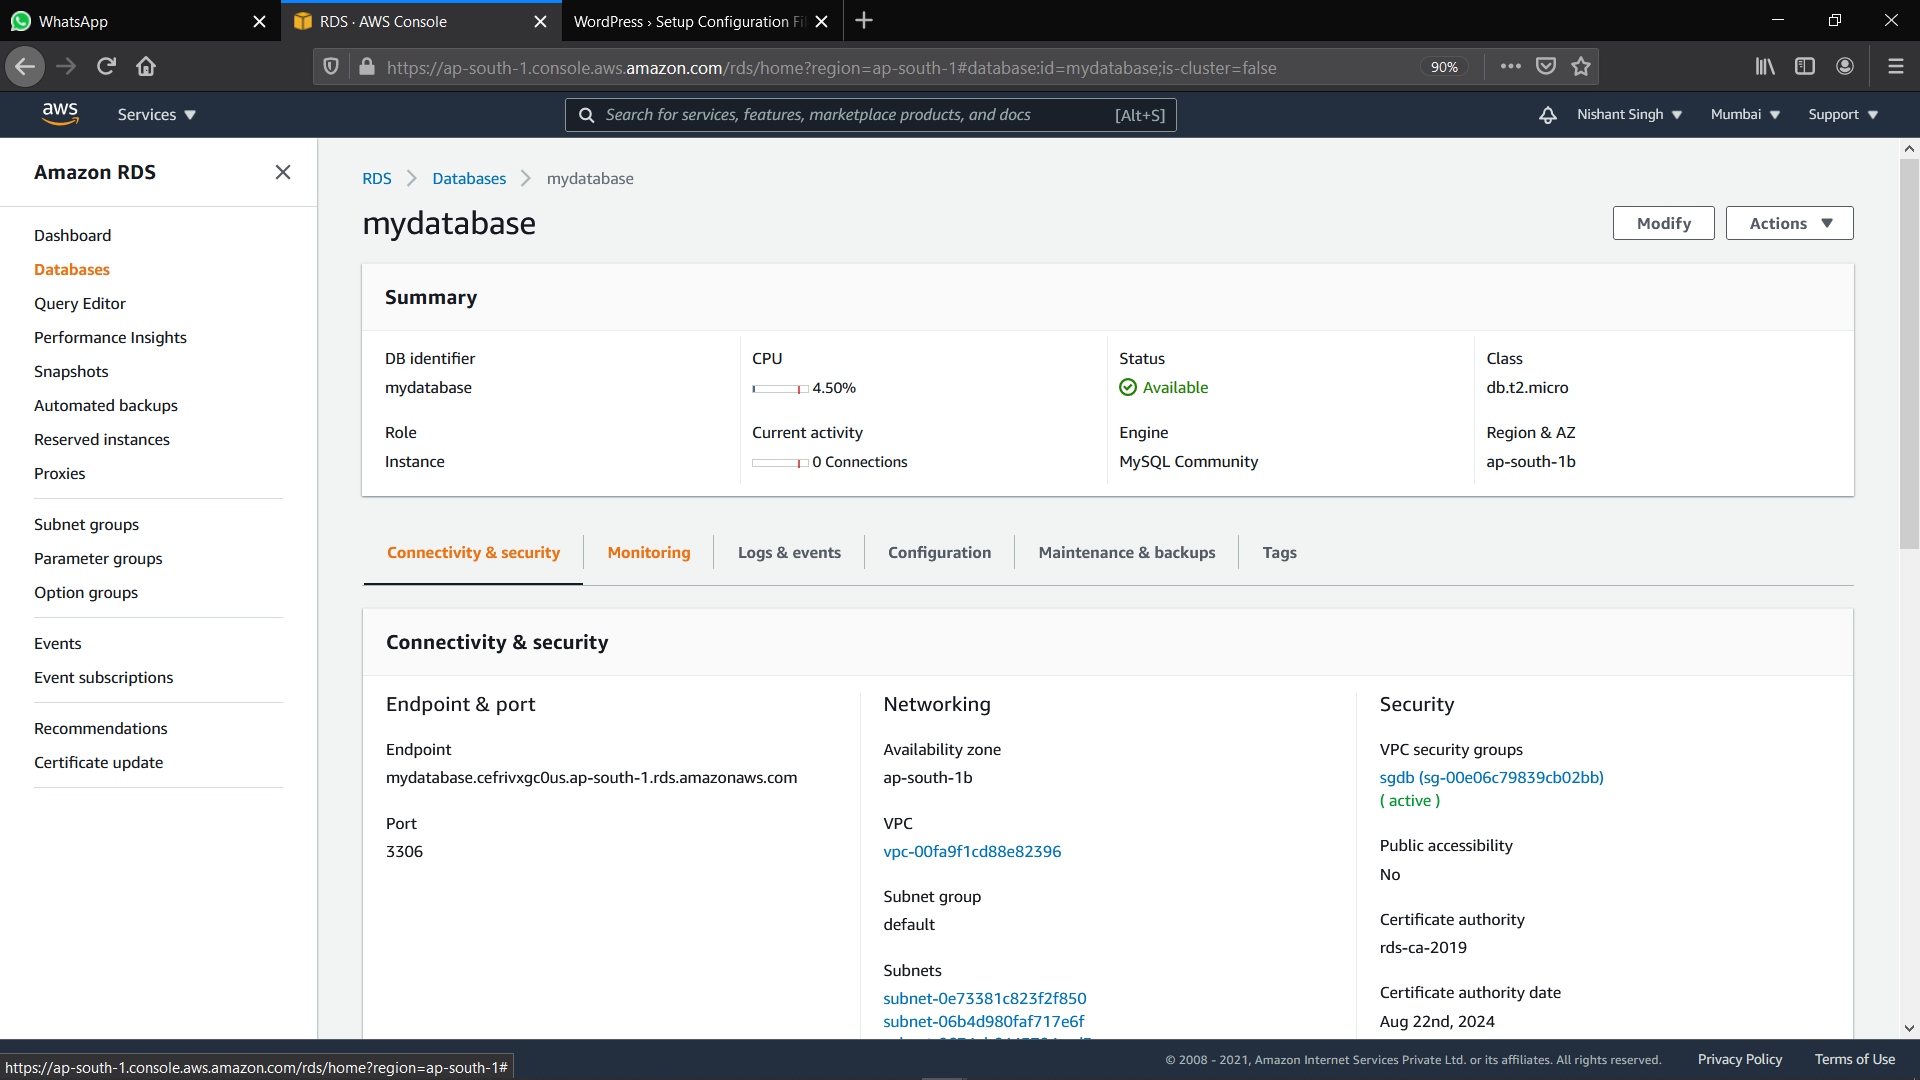 WhatsApp
RDS · AWS Console
WordPress › Setup Configuration Fi
https://ap-south-1.console.aws.amazon.com/rds/home?region=ap-south-1#database:id=mydatabase;is-cluster=false
90%
aws
Services
Search for services, features, marketplace products, and docs
[Alt+S]
Nishant Singh
Mumbai
Support
Amazon RDS
Dashboard
Databases
Query Editor
Performance Insights
Snapshots
Automated backups
Reserved instances
Proxies
Subnet groups
Parameter groups
Option groups
Events
Event subscriptions
Recommendations
Certificate update
RDS
Databases
mydatabase
mydatabase
Modify
Actions
Summary
DB identifier
mydatabase
CPU
4.50%
Status
Available
Class
db.t2.micro
Role
Instance
Current activity
0 Connections
Engine
MySQL Community
Region & AZ
ap-south-1b
Connectivity & security
Monitoring
Logs & events
Configuration
Maintenance & backups
Tags
Connectivity & security
Endpoint & port
Endpoint
mydatabase.cefrivxgc0us.ap-south-1.rds.amazonaws.com
Port
3306
Networking
Availability zone
ap-south-1b
VPC
vpc-00fa9f1cd88e82396
Subnet group
default
Subnets
subnet-0e73381c823f2f850
subnet-06b4d980faf717e6f
Security
VPC security groups
sgdb (sg-00e06c79839cb02bb)
( active )
Public accessibility
No
Certificate authority
rds-ca-2019
Certificate authority date
Aug 22nd, 2024
https://ap-south-1.console.aws.amazon.com/rds/home?region=ap-south-1#
© 2008 - 2021, Amazon Internet Services Private Ltd. or its affiliates. All rights reserved.
Privacy Policy
Terms of Use